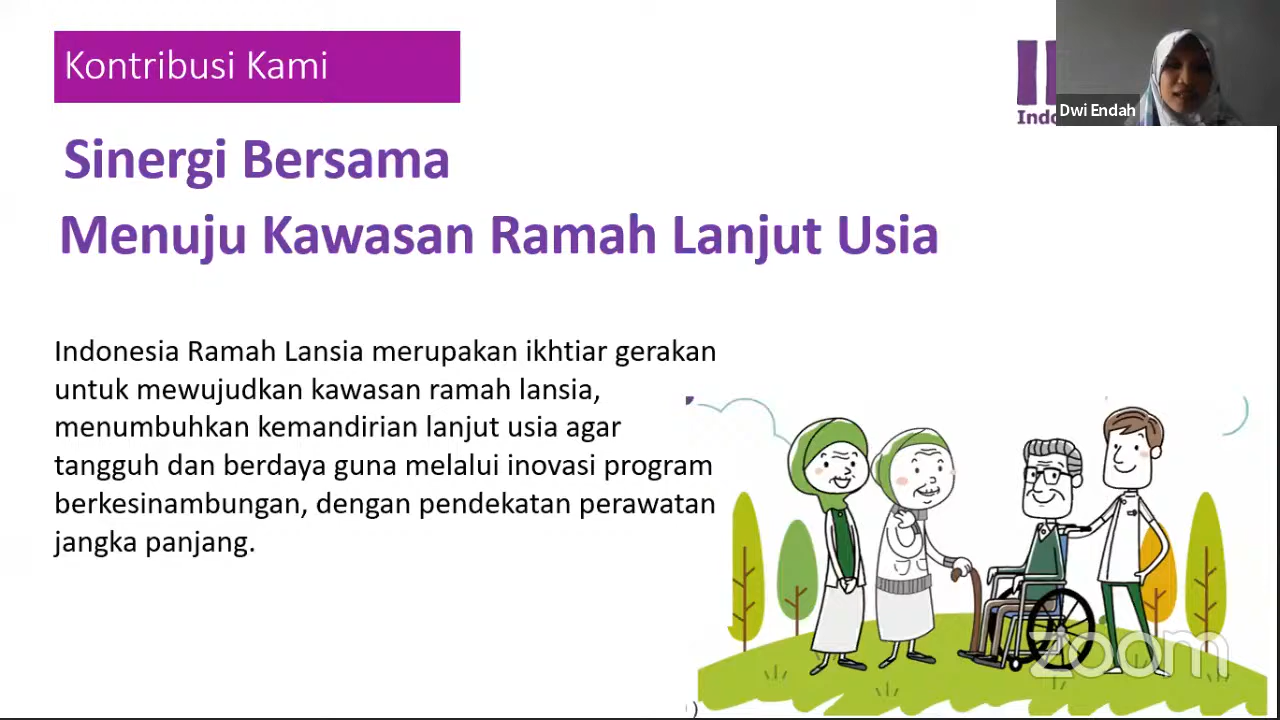 Kontribusi Kami
Dwi Endah
Sinergi Bersama
Menuju Kawasan Ramah Lanjut Usia
Indonesia Ramah Lansia merupakan ikhtiar gerakan
untuk mewujudkan kawasan ramah lansia,
menumbuhkan kemandirian lanjut usia agar
tangguh dan berdaya guna melalui inovasi program
berkesinambungan, dengan pendekatan perawatan
jangka panjang.
zoom